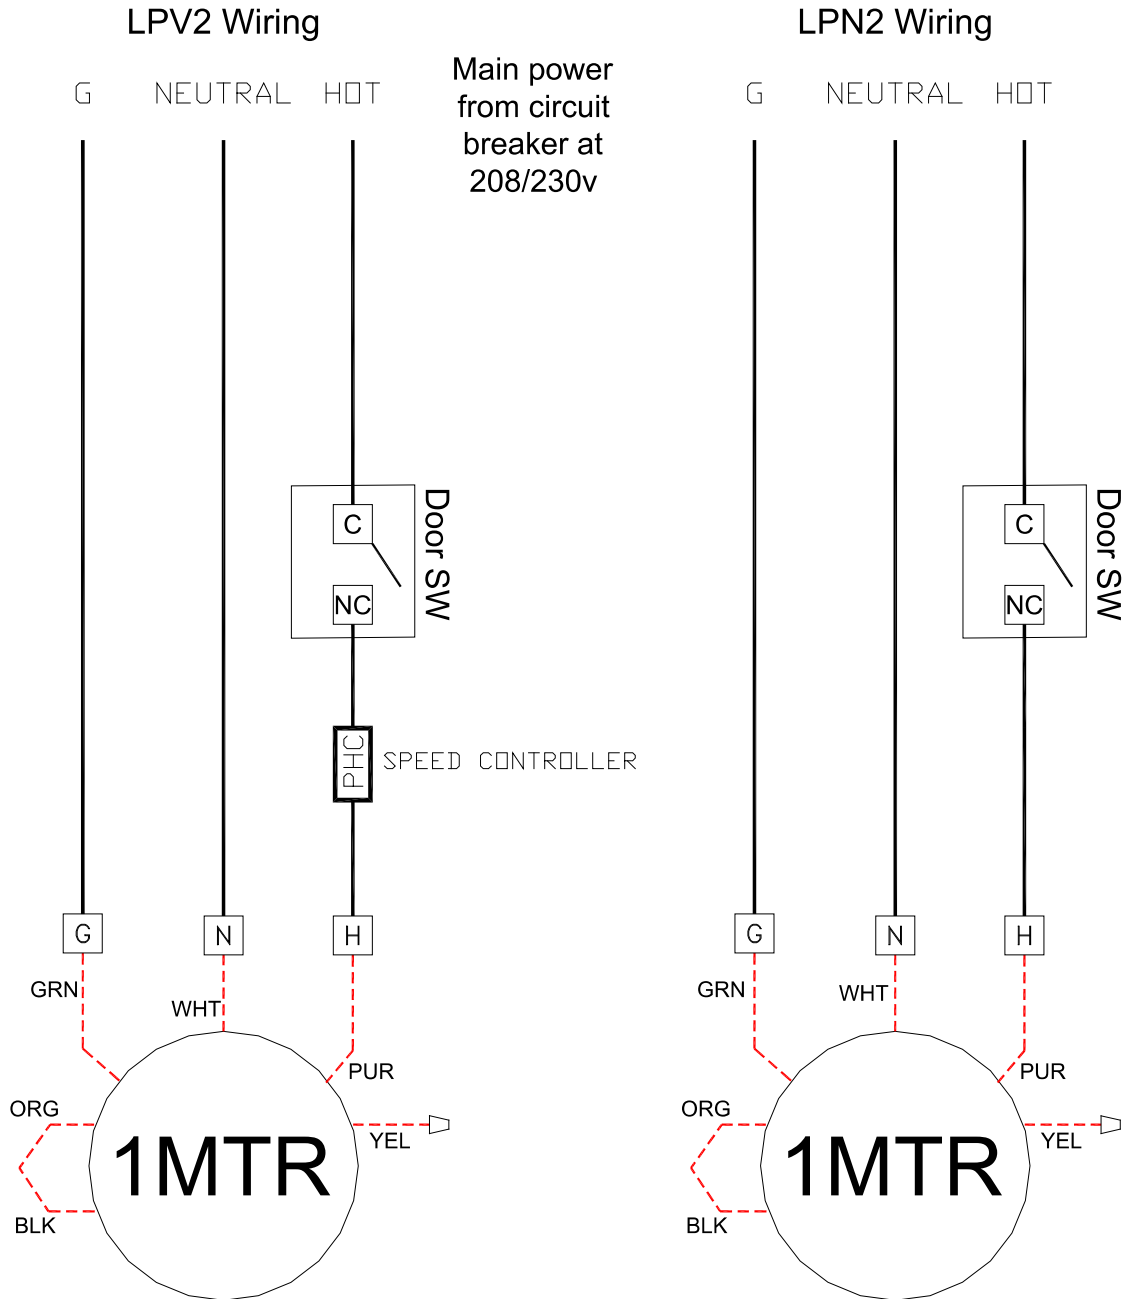 LPV2 Wiring
LPN2 Wiring
G NEUTRAL HOT
Main power
from circuit
breaker at
208/230v
G NEUTRAL HOT
C
NC
Door SW
C
NC
Door SW
PHC
SPEED CONTROLLER
G N H
GRN
WHT
PUR
ORG
YEL
BLK
1MTR
G N H
GRN
WHT
PUR
ORG
YEL
BLK
1MTR